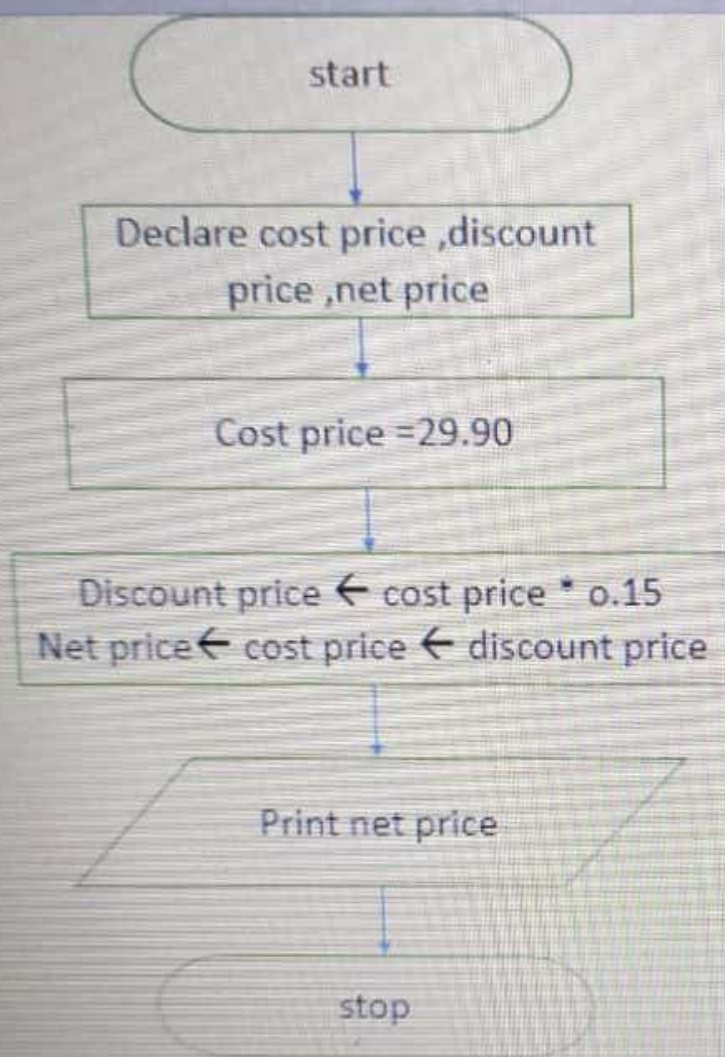 start
Declare cost price ,discount
price ,net price
Cost price =29.90
Discount price ← cost price * o.15
Net price← cost price ← discount price
Print net price
stop